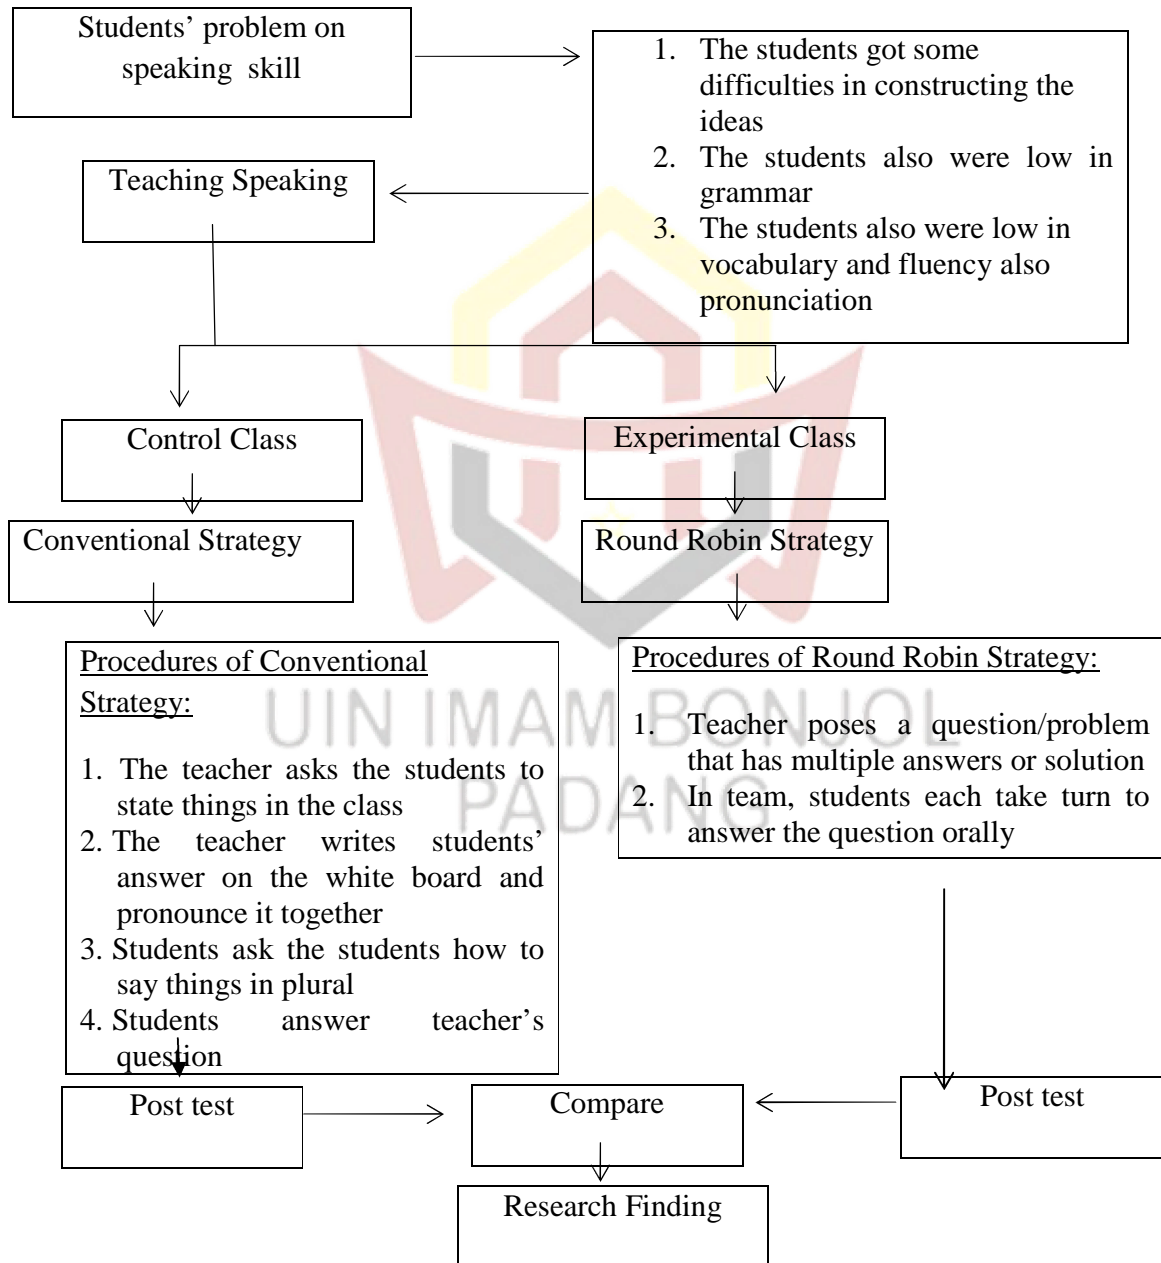 Students’ problem on
speaking skill
1. The students got some
difficulties in constructing the
ideas
2. The students also were low in
grammar
3. The students also were low in
vocabulary and fluency also
pronunciation
Teaching Speaking
Control Class
Experimental Class
Conventional Strategy
Round Robin Strategy
Procedures of Conventional
Strategy:
1. The teacher asks the students to
state things in the class
2. The teacher writes students’
answer on the white board and
pronounce it together
3. Students ask the students how to
say things in plural
4. Students answer teacher’s
question
Procedures of Round Robin Strategy:
1. Teacher poses a question/problem
that has multiple answers or solution
2. In team, students each take turn to
answer the question orally
UIN IMAM BONJOL
PADANG
Post test
Compare
Post test
Research Finding